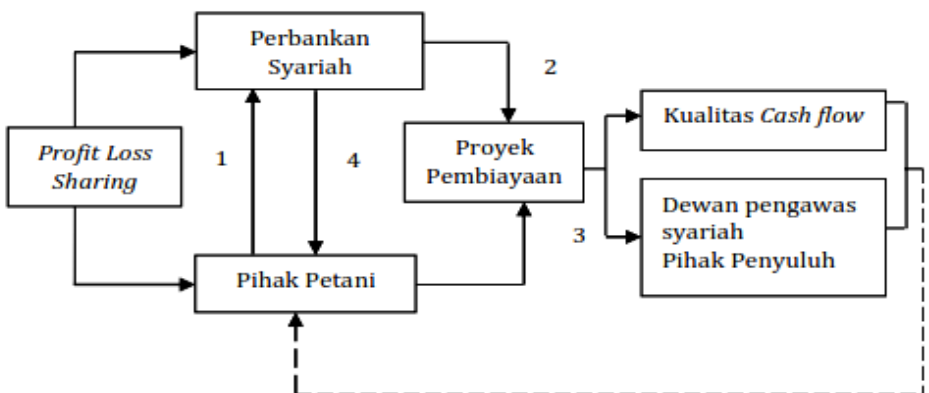 Perbankan
Syariah
2
Kualitas Cash flow
Profit Loss
Sharing
1
4
Proyek
Pembiayaan
Dewan pengawas
syariah
Pihak Penyuluh
3
Pihak Petani